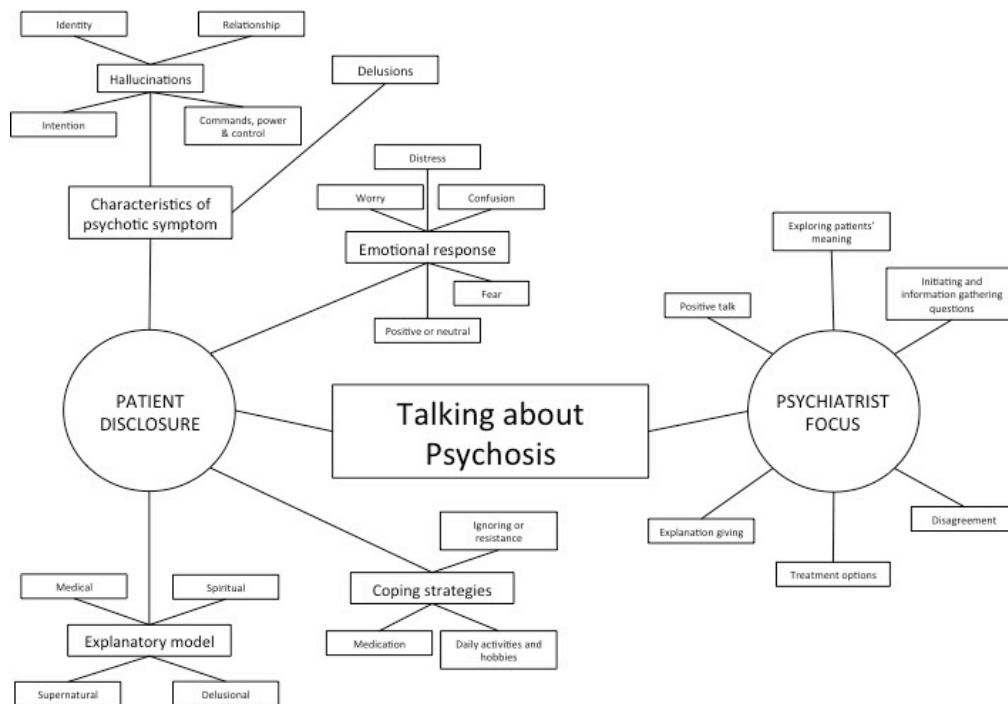 Identity
Relationship
Hallucinations
Delusions
Intention
Commands, power
& control
Characteristics of
psychotic symptom
Distress
Worry
Confusion
Emotional response
Fear
Positive or neutral
PATIENT
DISCLOSURE
Talking about
Psychosis
Exploring patients'
meaning
Initiating and
information gathering
questions
Positive talk
PSYCHIATRIST
FOCUS
Explanation giving
Disagreement
Treatment options
Ignoring or
resistance
Coping strategies
Medication
Daily activities and
hobbies
Medical
Spiritual
Explanatory model
Supernatural
Delusional